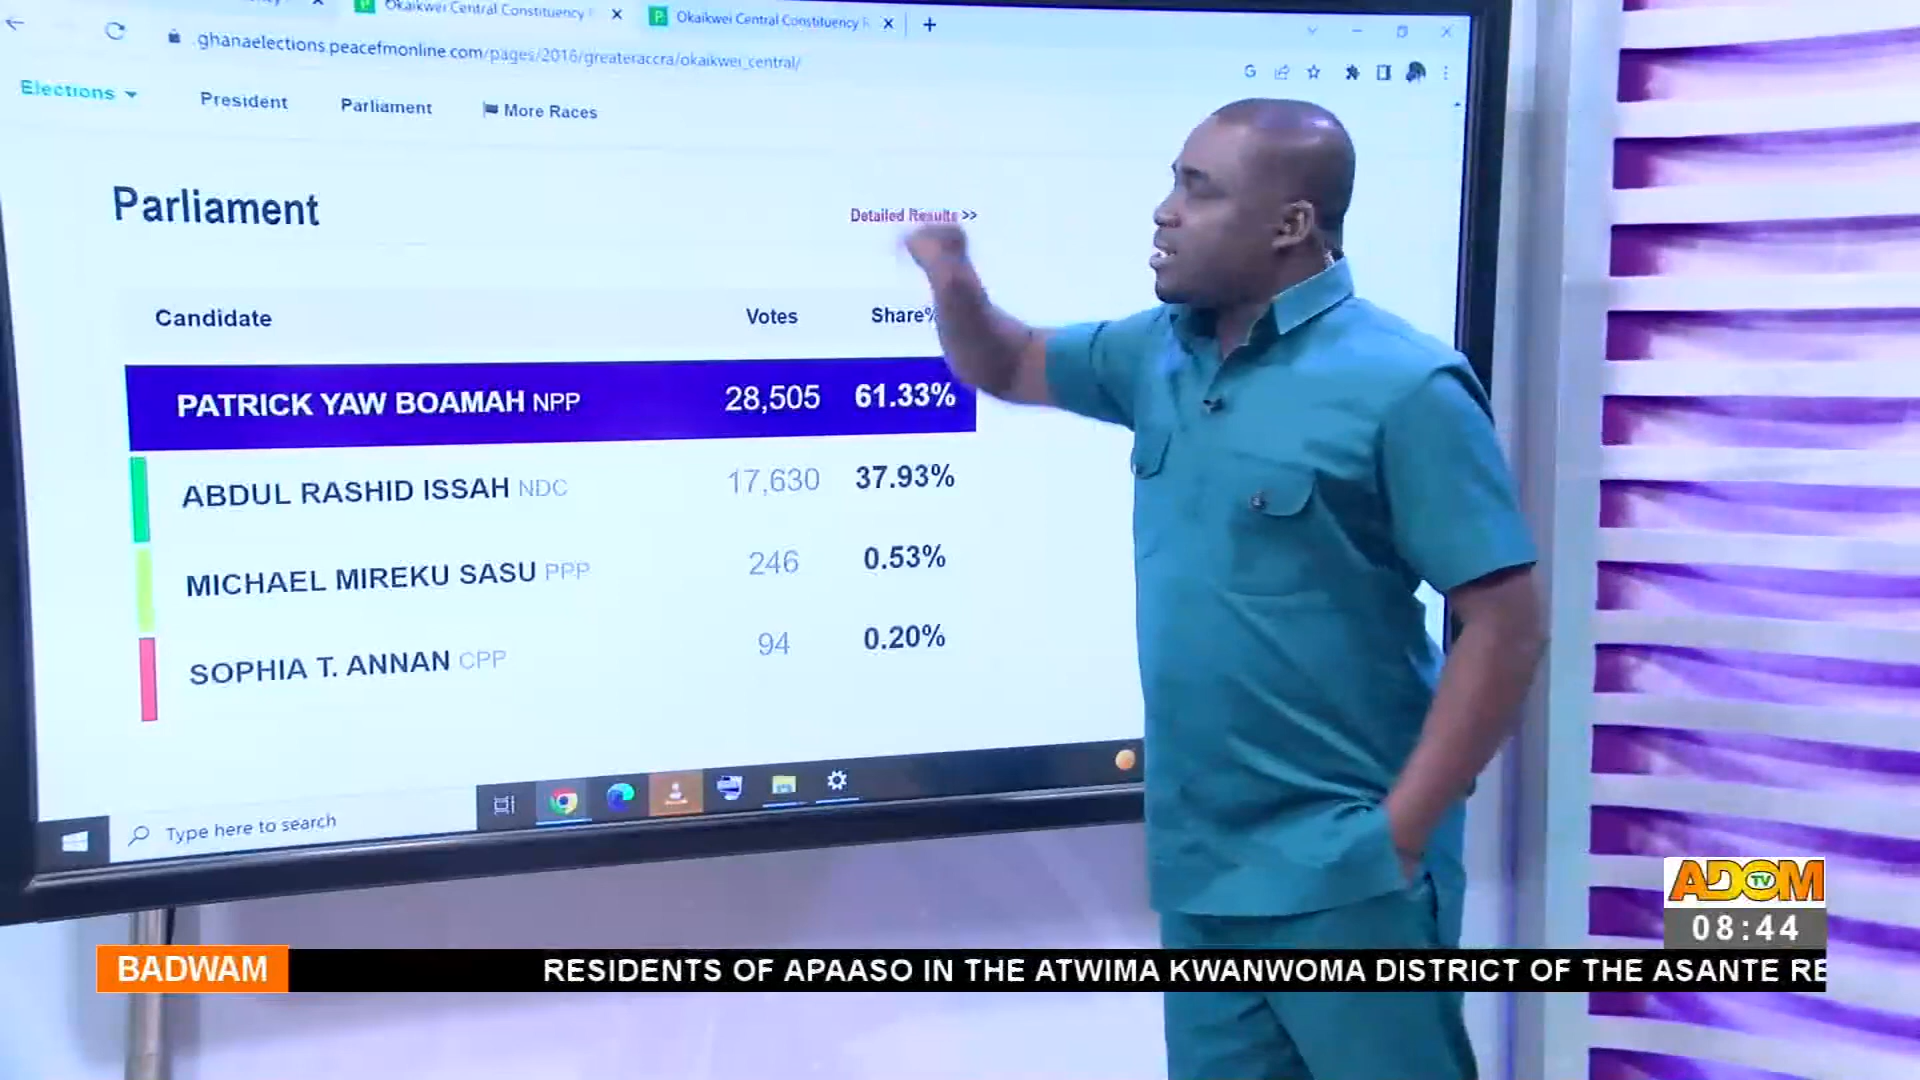 Okaikwei Central Constituency
Okaikwei Central Constituency R
ghanaelections.peacefmonline.com/pages/2016/greateraccra/okaikwei_central/
Elections
President
Parliament
More Races
Parliament
Detailed Results >>
Candidate Votes Share%
PATRICK YAW BOAMAH NPP 28,505 61.33%
ABDUL RASHID ISSAH NDC 17,630 37.93%
MICHAEL MIREKU SASU PPP 246 0.53%
SOPHIA T. ANNAN CPP 94 0.20%
Type here to search
ADOM TV
08:44
BADWAM
RESIDENTS OF APAASO IN THE ATWIMA KWANWOMA DISTRICT OF THE ASANTE RE